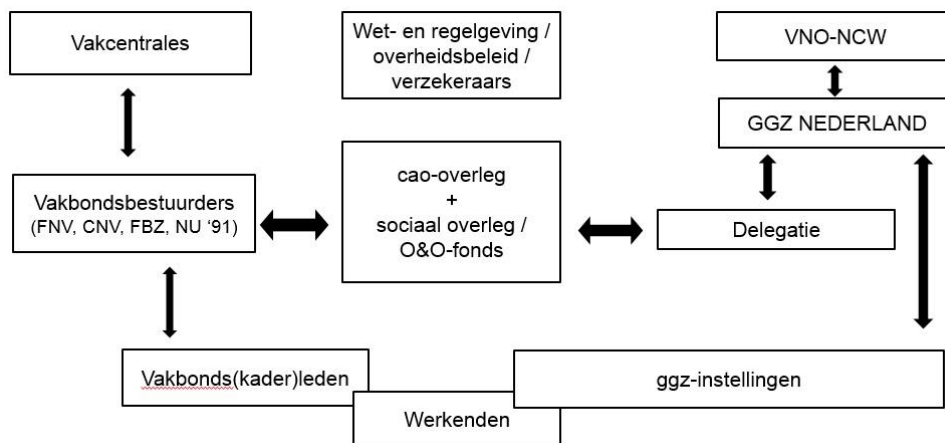 Vakcentrales
Wet- en regelgeving /
overheidsbeleid /
verzekeraars
VNO-NCW
GGZ NEDERLAND
Vakbondsbestuurders
(FNV, CNV, FBZ, NU ‘91)
cao-overleg
+
sociaal overleg /
O&O-fonds
Delegatie
Vakbonds(kader)leden
ggz-instellingen
Werkenden